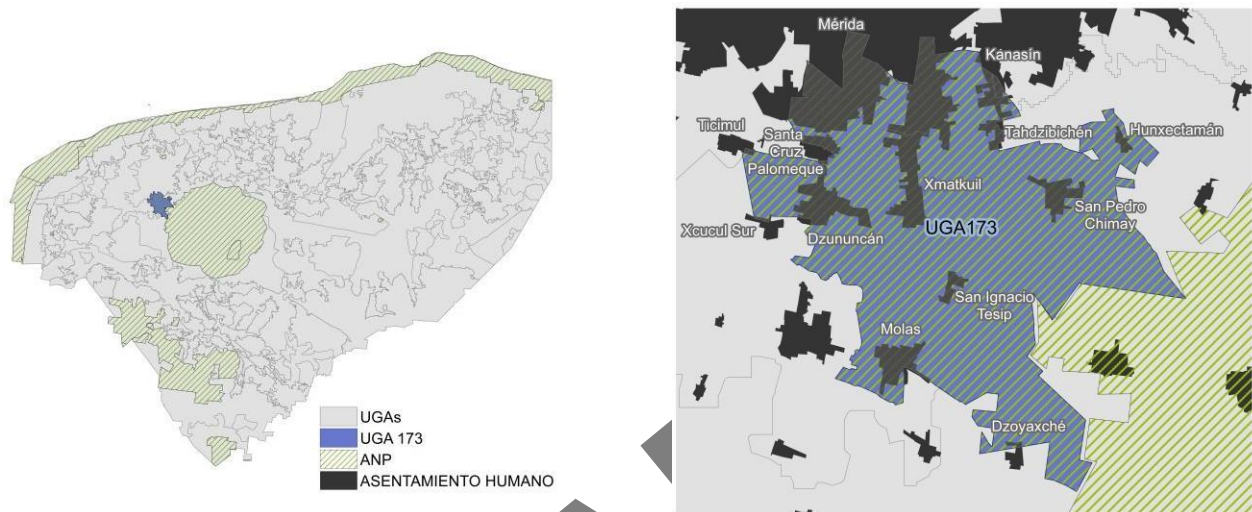 UGAs
UGA 173
ANP
ASENTAMIENTO HUMANO
Mérida
Kanasín
Ticimul
Santa
Cruz
Palomeque
Tahdzibichén
Hunxectamán
Xmatkuil
San Pedro
Chimay
Xcucul Sur
Dzununcán
UGA173
San Ignacio
Tesip
Molas
Dzoyaxché